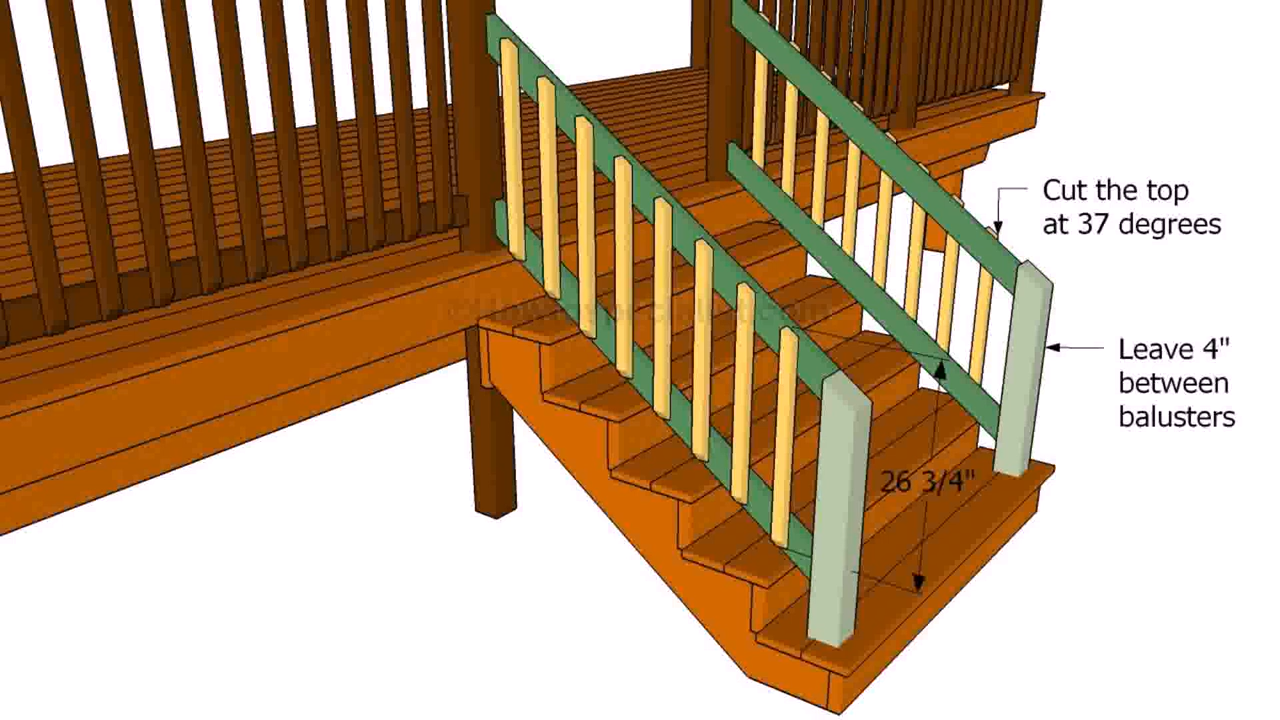 Cut the top
at 37 degrees
Leave 4"
between
balusters
26 3/4"